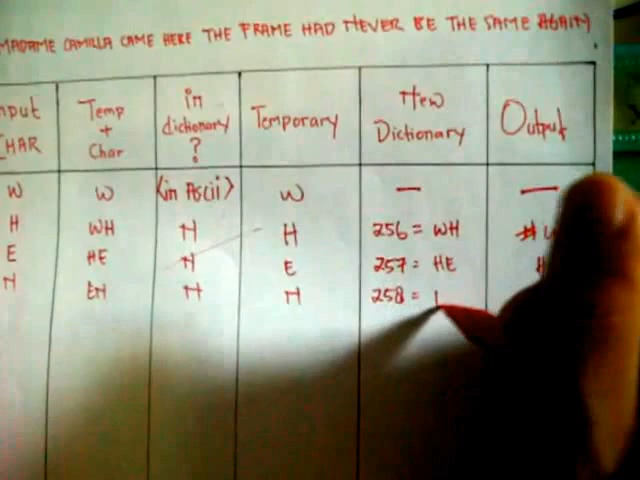 MADAME CAMILLA CAME HERE THE FRAME HAD NEVER BE THE SAME AGAIN
Input CHAR Temp + Char in dictionary ? Temporary New Dictionary Output
W W (in Ascii) W — —
H WH N H 256 = WH
E HE N E 257 = HE
N EN N N 258 =